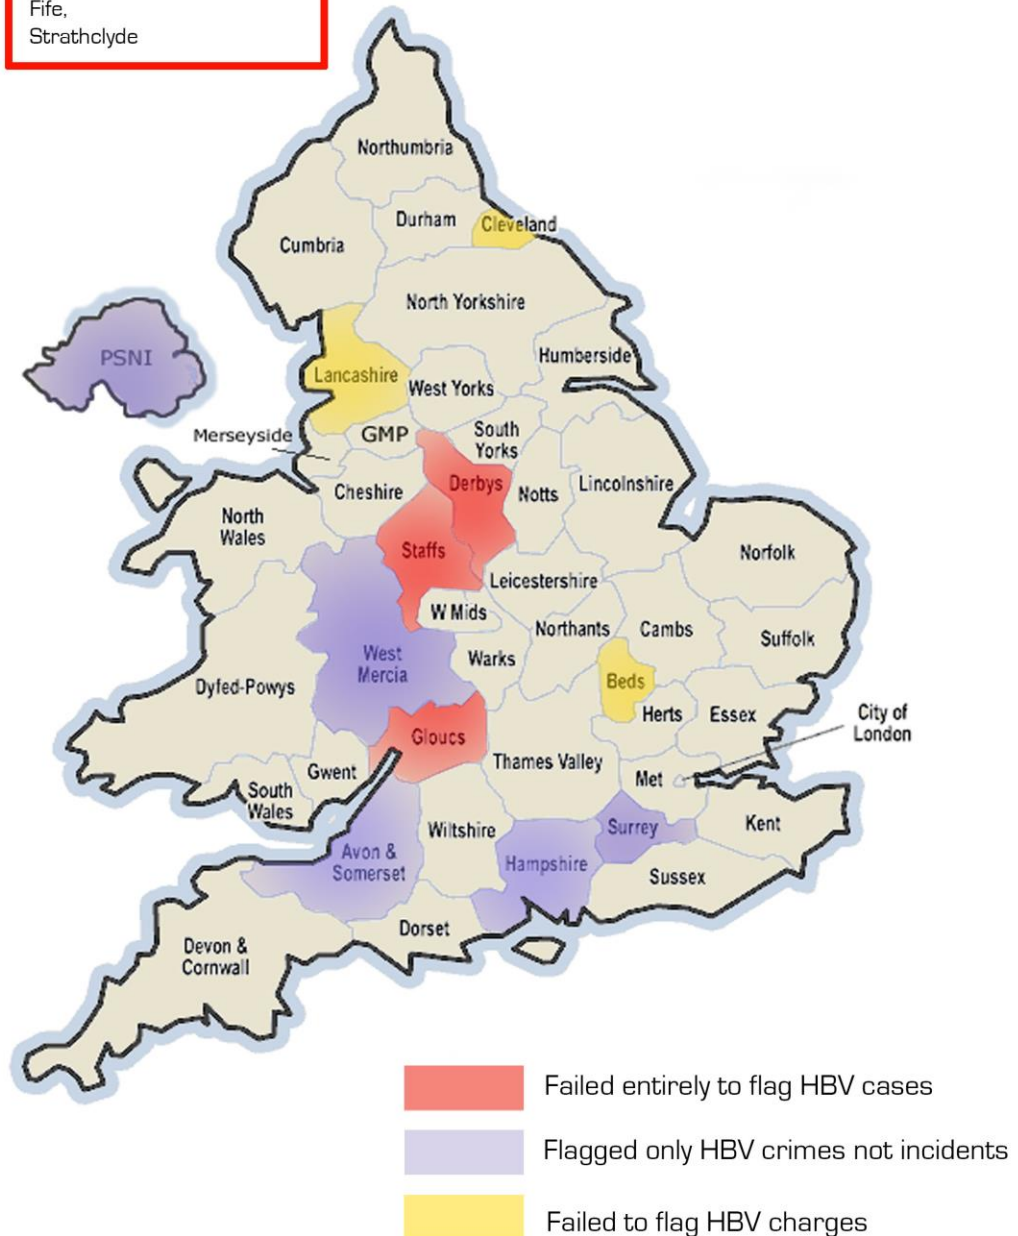 Fife,
Strathclyde
Northumbria
Durham
Cleveland
Cumbria
North Yorkshire
PSNI
Humberside
Lancashire
West Yorks
Merseyside
GMP
South
Yorks
Cheshire
Derbys
Notts
Lincolnshire
North
Wales
Staffs
Norfolk
Leicestershire
W Mids
Northants
Cambs
Suffolk
West
Mercia
Warks
Dyfed-Powys
Beds
Herts
Essex
City of
London
Gloucs
Thames Valley
Gwent
Met
South
Wales
Wiltshire
Surrey
Kent
Avon &
Somerset
Hampshire
Sussex
Dorset
Devon &
Cornwall
Failed entirely to flag HBV cases
Flagged only HBV crimes not incidents
Failed to flag HBV charges